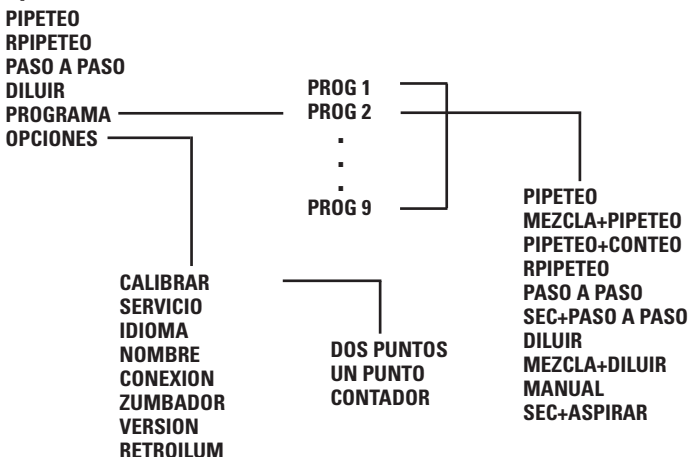 PIPETEO
RPIPETEO
PASO A PASO
DILUIR
PROGRAMA
OPCIONES
PROG 1
PROG 2
.
.
.
PROG 9
PIPETEO
MEZCLA+PIPETEO
PIPETEO+CONTEO
RPIPETEO
PASO A PASO
SEC+PASO A PASO
DILUIR
MEZCLA+DILUIR
MANUAL
SEC+ASPIRAR
CALIBRAR
SERVICIO
IDIOMA
NOMBRE
CONEXION
ZUMBADOR
VERSION
RETROILUM
DOS PUNTOS
UN PUNTO
CONTADOR